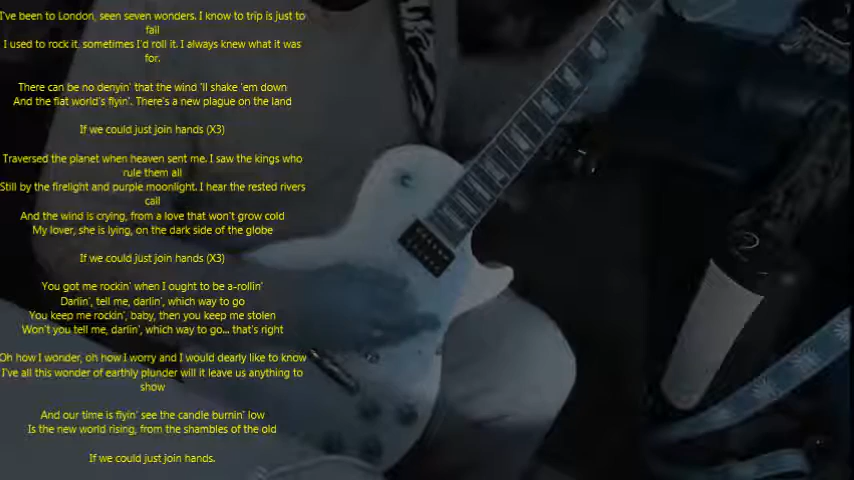 I've been to London, seen seven wonders. I know to trip is just to
fall
I used to rock it, sometimes I'd roll it. I always knew what it was
for.
There can be no denyin' that the wind 'll shake 'em down
And the flat world's flyin'. There's a new plague on the land
If we could just join hands (X3)
Traversed the planet when heaven sent me. I saw the kings who
rule them all
Still by the firelight and purple moonlight. I hear the rested rivers
call
And the wind is crying, from a love that won't grow cold
My lover, she is lying, on the dark side of the globe
If we could just join hands (X3)
You got me rockin' when I ought to be a-rollin'
Darlin', tell me, darlin', which way to go
You keep me rockin', baby, then you keep me stolen
Won't you tell me, darlin', which way to go... that's right
Oh how I wonder, oh how I worry and I would dearly like to know
I've all this wonder of earthly plunder will it leave us anything to
show
And our time is flyin' see the candle burnin' low
Is the new world rising, from the shambles of the old
If we could just join hands.